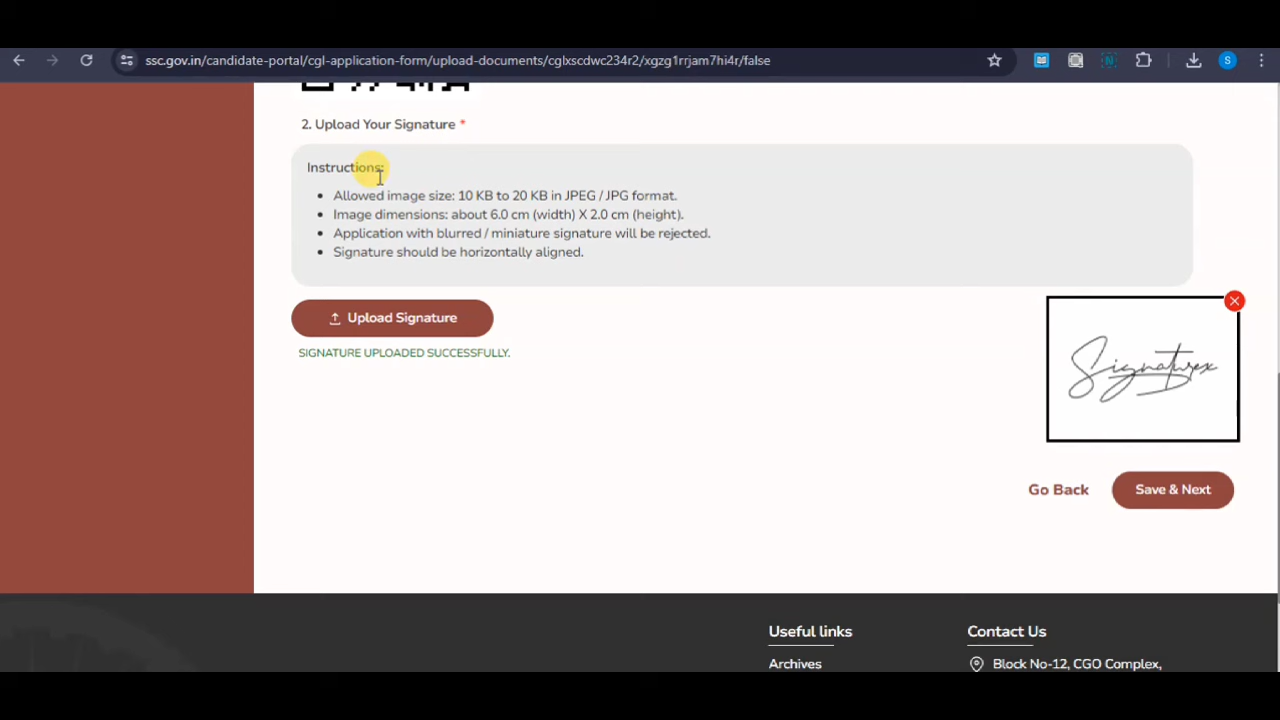 ssc.gov.in/candidate-portal/cgl-application-form/upload-documents/cglxscdwc234r2/xgzg1rrjam7hi4r/false
S
2. Upload Your Signature *
Instructions:
• Allowed image size: 10 KB to 20 KB in JPEG / JPG format.
• Image dimensions: about 6.0 cm (width) X 2.0 cm (height).
• Application with blurred / miniature signature will be rejected.
• Signature should be horizontally aligned.
Upload Signature
SIGNATURE UPLOADED SUCCESSFULLY.
Signaturex
Go Back
Save & Next
Useful links
Contact Us
Archives
Block No-12, CGO Complex,